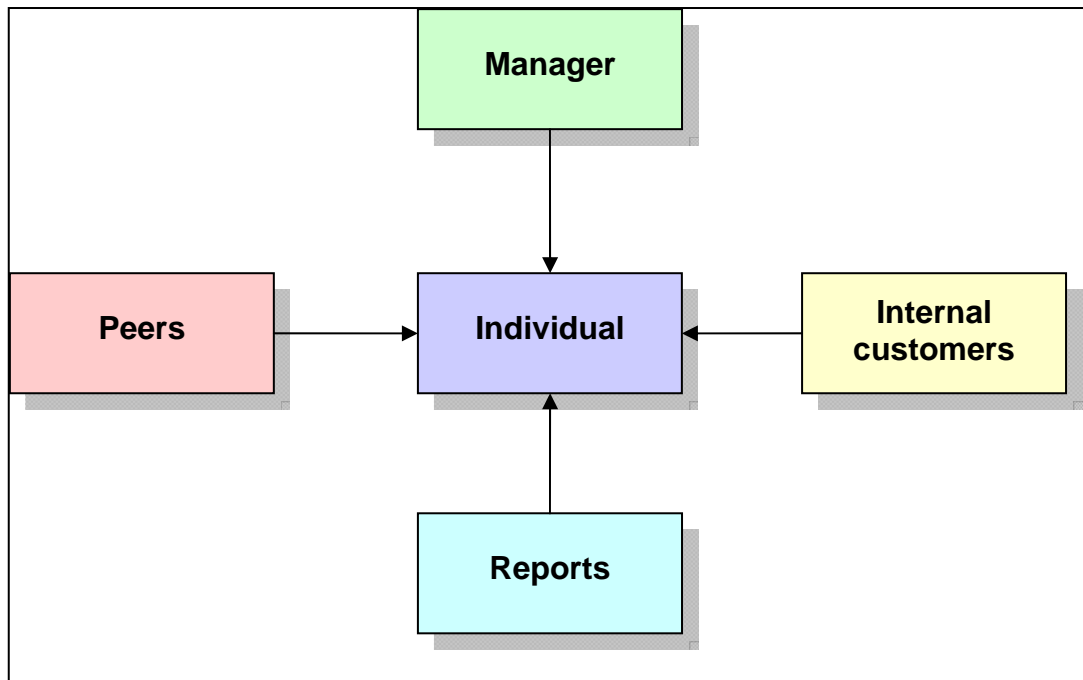 Manager
Peers
Individual
Internal
customers
Reports